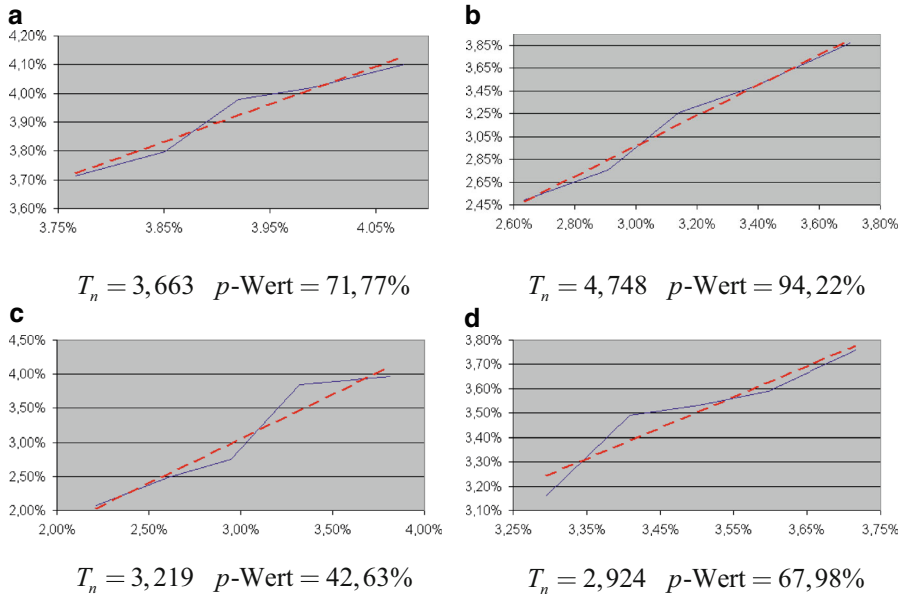 a
4,20%
4,10%
4,00%
3,90%
3,80%
3,70%
3,60%
3.75% 3,85% 3,95% 4,05%
T_n = 3,663 p-Wert = 71,77%
b
3,85%
3,65%
3,45%
3,25%
3,05%
2,85%
2,65%
2,45%
2,60% 2,80% 3,00% 3,20% 3,40% 3,60% 3,80%
T_n = 4,748 p-Wert = 94,22%
c
4,50%
4,00%
3,50%
3,00%
2,50%
2,00%
2,00% 2,50% 3,00% 3,50% 4,00%
T_n = 3,219 p-Wert = 42,63%
d
3,80%
3,70%
3,60%
3,50%
3,40%
3,30%
3,20%
3,10%
3,25% 3,35% 3,45% 3,55% 3,65% 3,75%
T_n = 2,924 p-Wert = 67,98%